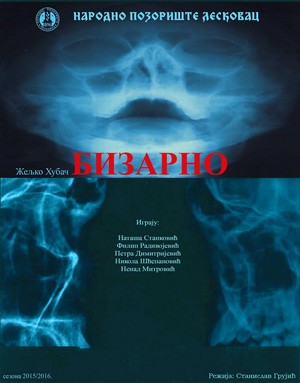 НАРОДНО ПОЗОРИШТЕ ЛЕСКОВАЦ
Жељко Хубач
БИЗАРНО
Играју:
Наташа Станковић
Филип Радивојевић
Петра Димитријевић
Никола Шћепановић
Ненад Митровић
сезона 2015/2016.
Режија: Станислав Грујић